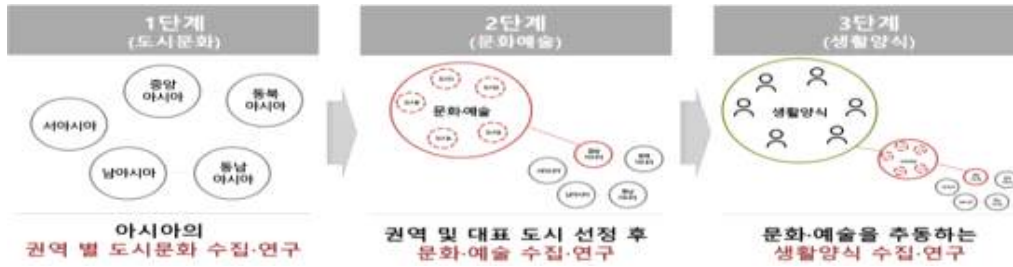 1단계
(도시문화)
중앙
아시아
동북
아시아
서아시아
남아시아
동남
아시아
아시아의
권역 별 도시문화 수집·연구
2단계
(문화예술)
문화·예술
권역 및 대표 도시 선정 후
문화·예술 수집·연구
3단계
(생활양식)
생활양식
문화·예술을 추동하는
생활양식 수집·연구